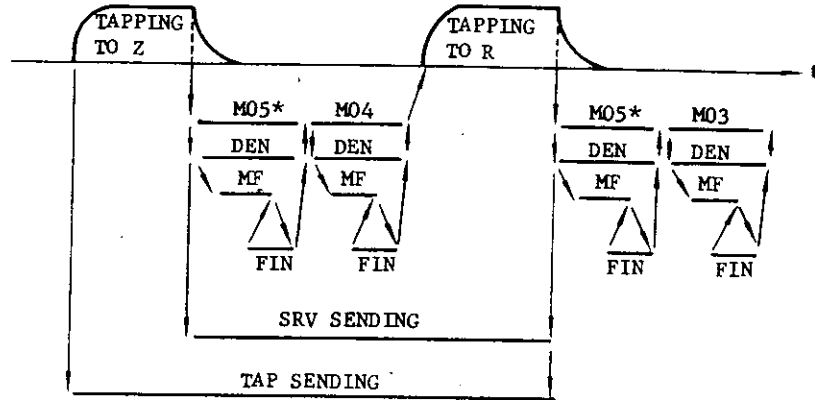 TAPPING
TO Z
TAPPING
TO R
t
M05* M04 M05* M03
DEN DEN DEN DEN
MF MF MF MF
FIN FIN FIN FIN
SRV SENDING
TAP SENDING